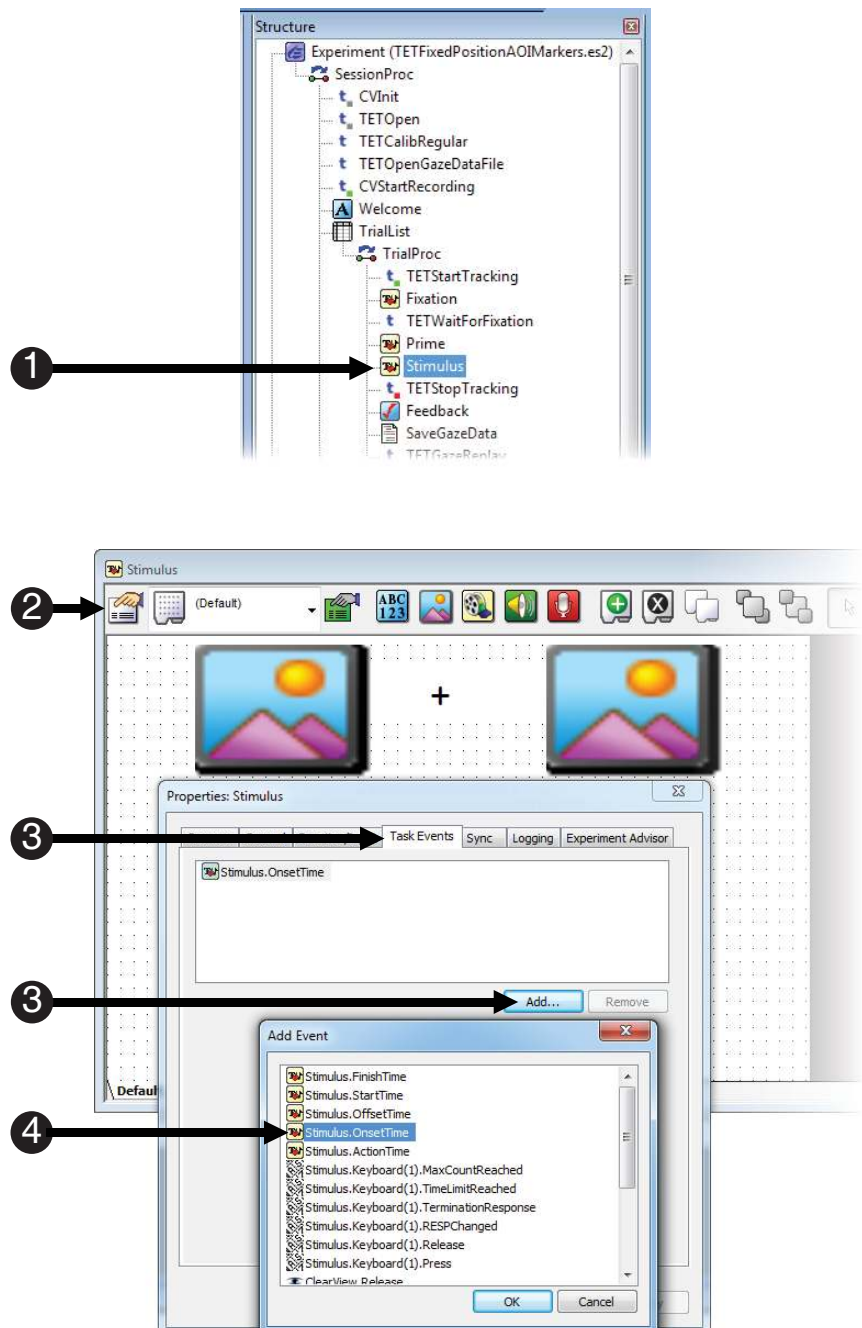 Structure
Experiment (TETFixedPositionAOIMarkers.es2)
SessionProc
CVInit
TETOpen
TETCalibRegular
TETOpenGazeDataFile
CVStartRecording
Welcome
TrialList
TrialProc
TETStartTracking
Fixation
TETWaitForFixation
Prime
1
Stimulus
TETStopTracking
Feedback
SaveGazeData
TETGazeReplay
Stimulus
2
(Default)
ABC
123
+
Properties: Stimulus
3
Task Events Sync Logging Experiment Advisor
Stimulus.OnsetTime
3
Add... Remove
Add Event
Stimulus.FinishTime
Default
Stimulus.StartTime
Stimulus.OffsetTime
4
Stimulus.OnsetTime
Stimulus.ActionTime
Stimulus.Keyboard(1).MaxCountReached
Stimulus.Keyboard(1).TimeLimitReached
Stimulus.Keyboard(1).TerminationResponse
Stimulus.Keyboard(1).RESPChanged
Stimulus.Keyboard(1).Release
Stimulus.Keyboard(1).Press
ClearView.Release
OK Cancel